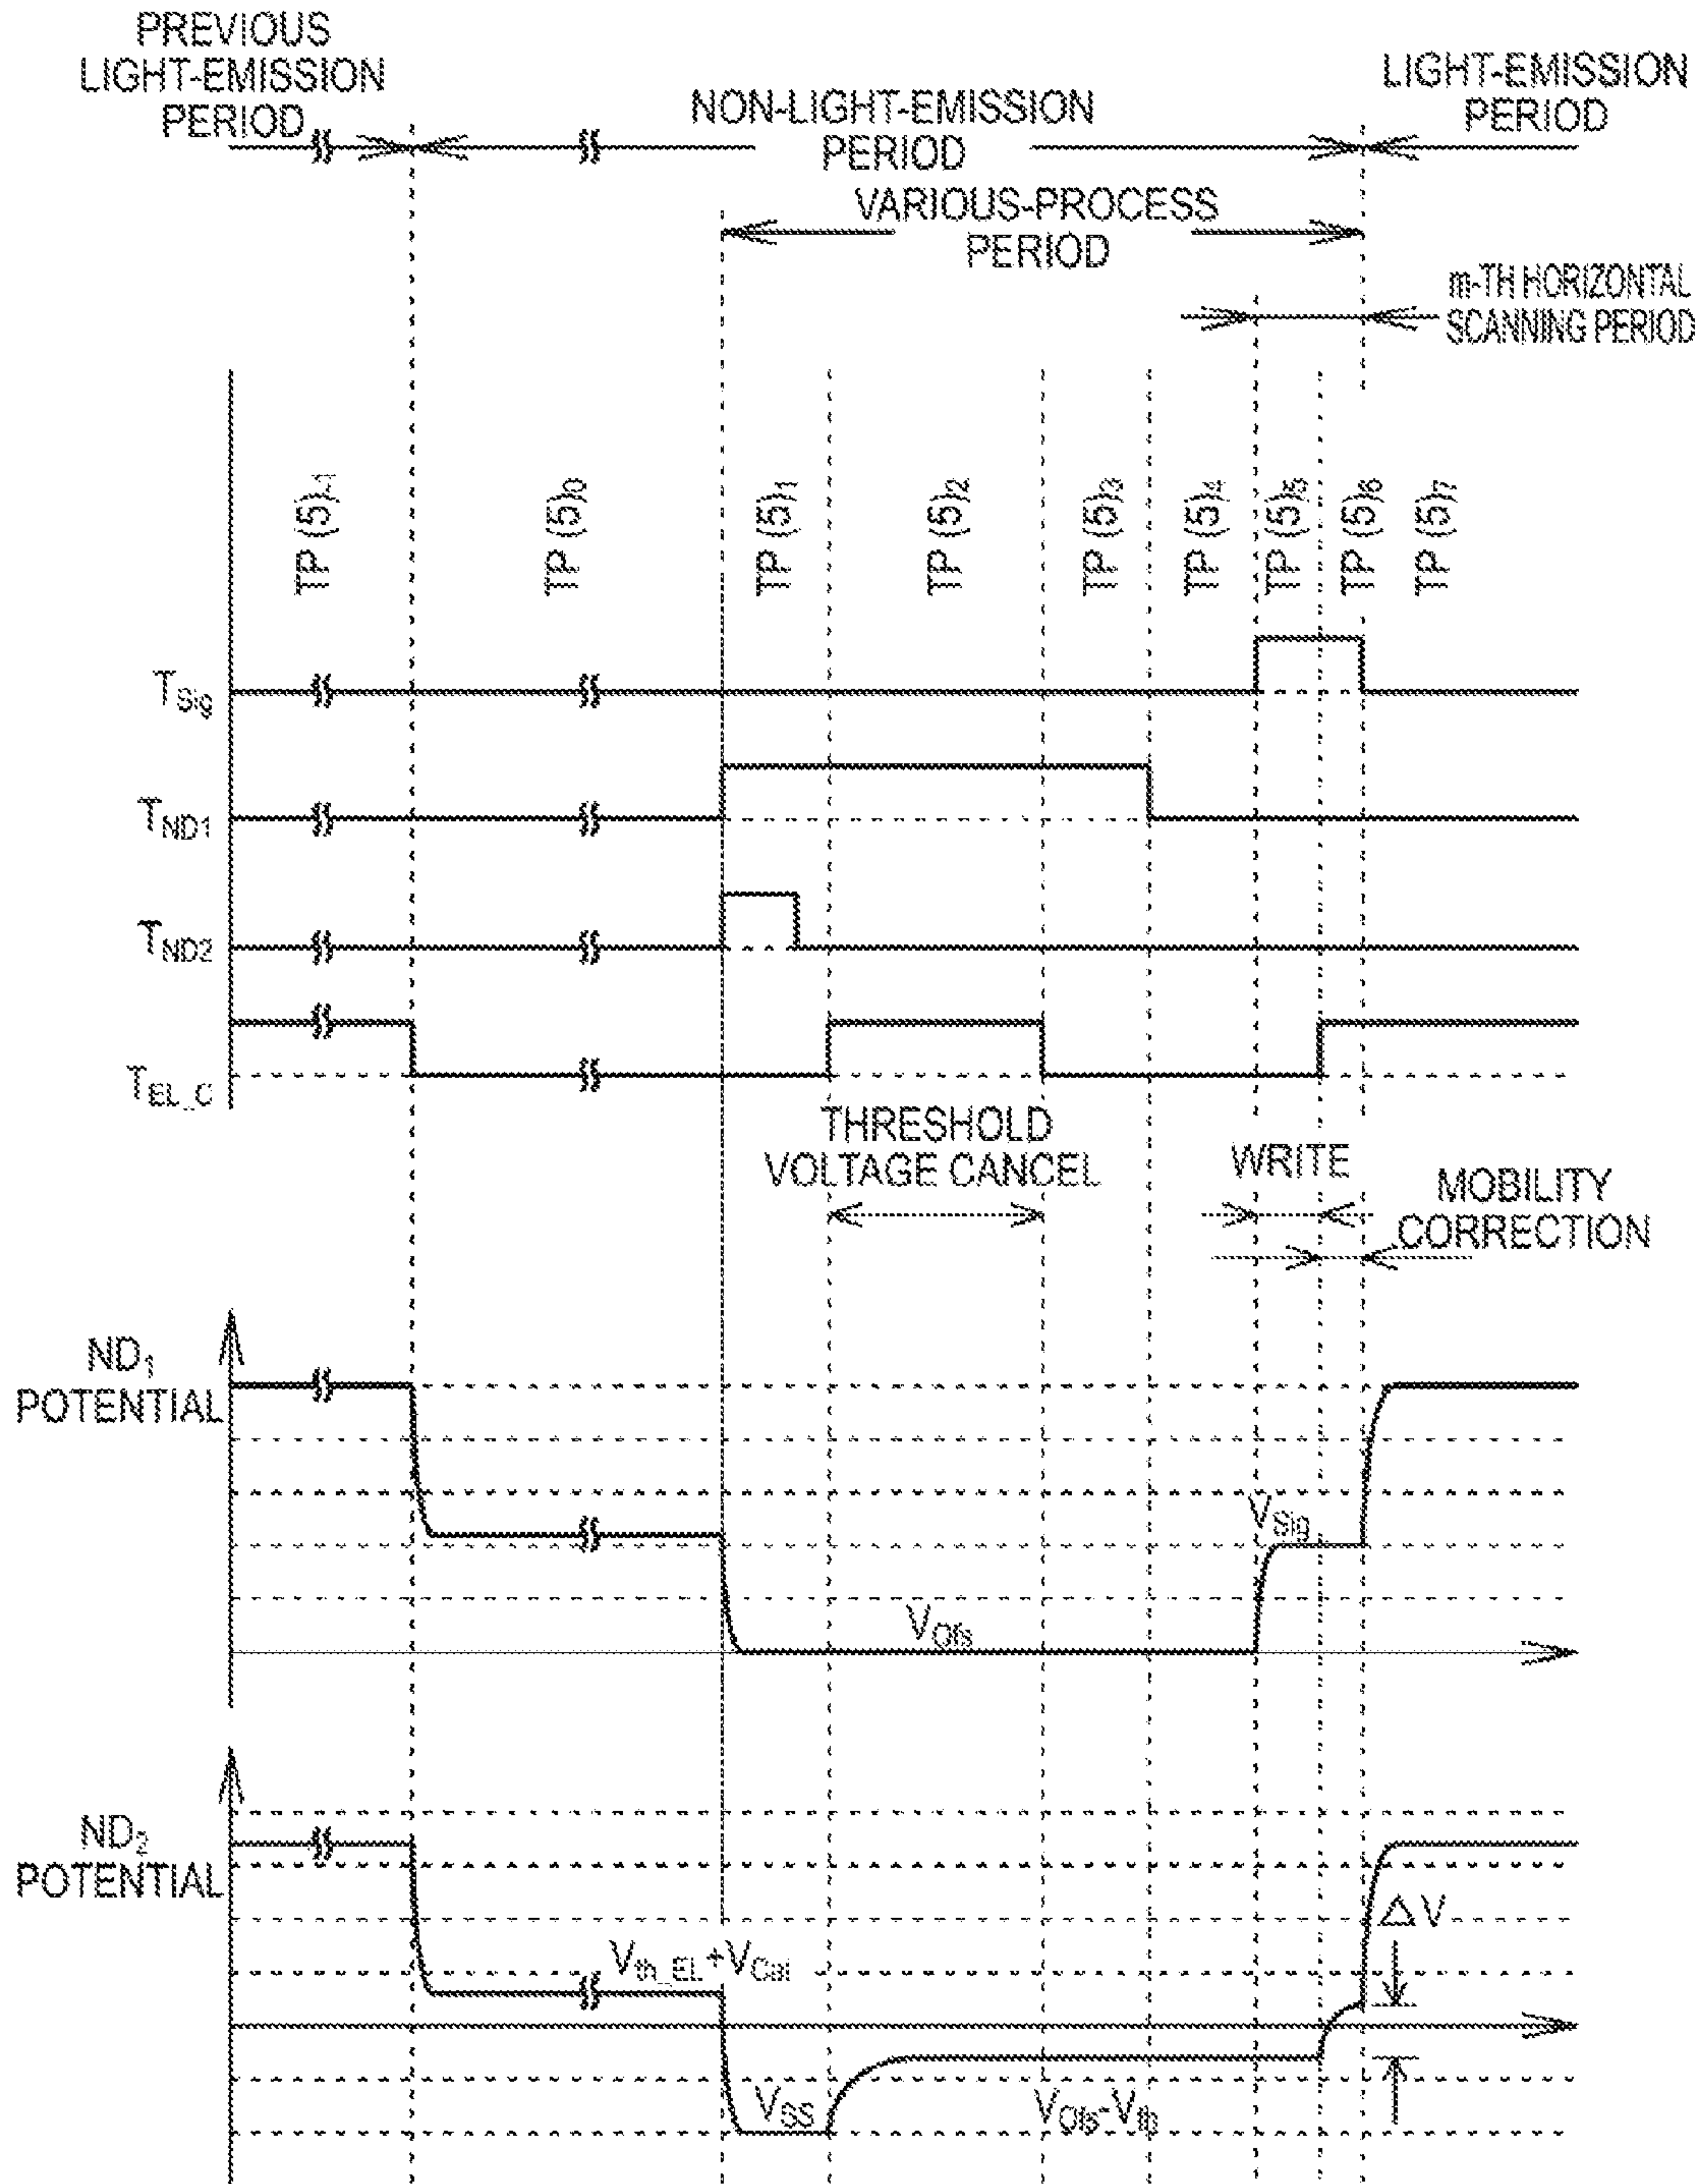 PREVIOUS
LIGHT-EMISSION
PERIOD
NON-LIGHT-EMISSION
PERIOD
LIGHT-EMISSION
PERIOD
VARIOUS-PROCESS
PERIOD
m-TH HORIZONTAL
SCANNING PERIOD
TP (5)-1
TP (5)0
TP (5)1
TP (5)2
TP (5)3
TP (5)4
TP (5)5
TP (5)6
TP (5)7
TSig
TND1
TND2
TEL_C
THRESHOLD
VOLTAGE CANCEL
WRITE
MOBILITY
CORRECTION
ND1
POTENTIAL
VSig
VOfs
ND2
POTENTIAL
ΔV
Vth_EL+VCat
VSS
VOfs-Vth